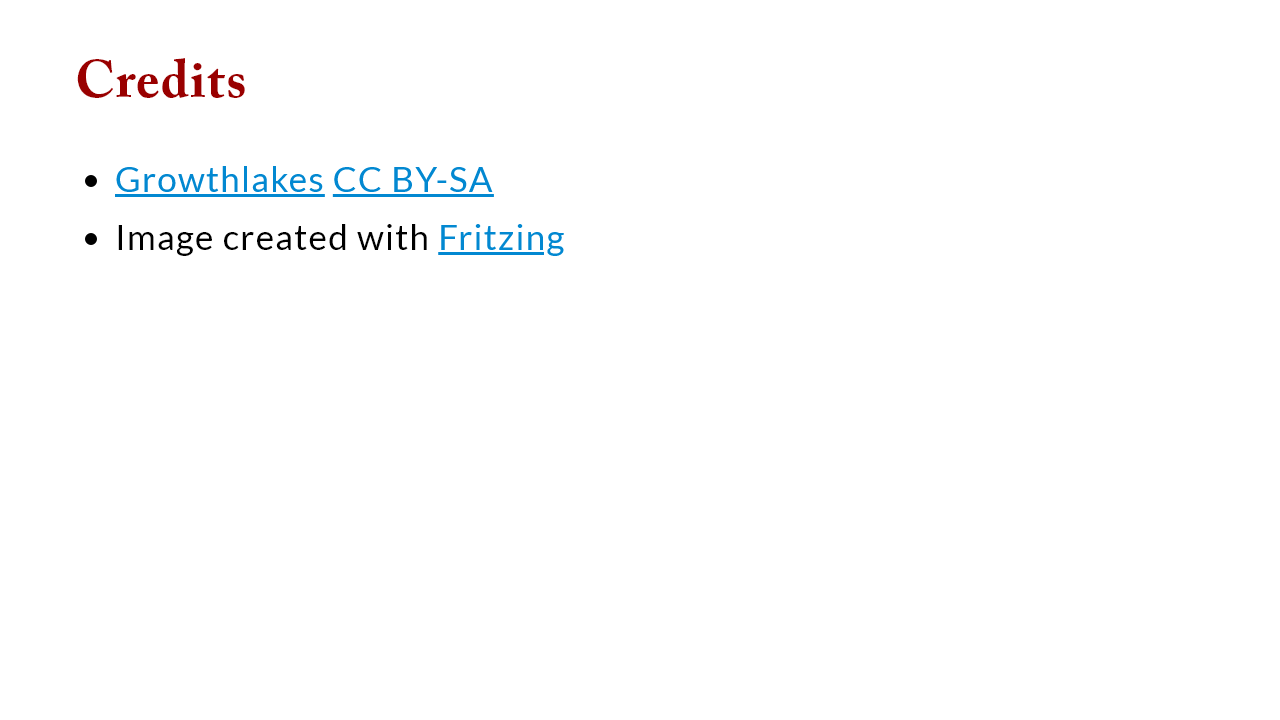 Credits
Growthlakes CC BY-SA
Image created with Fritzing